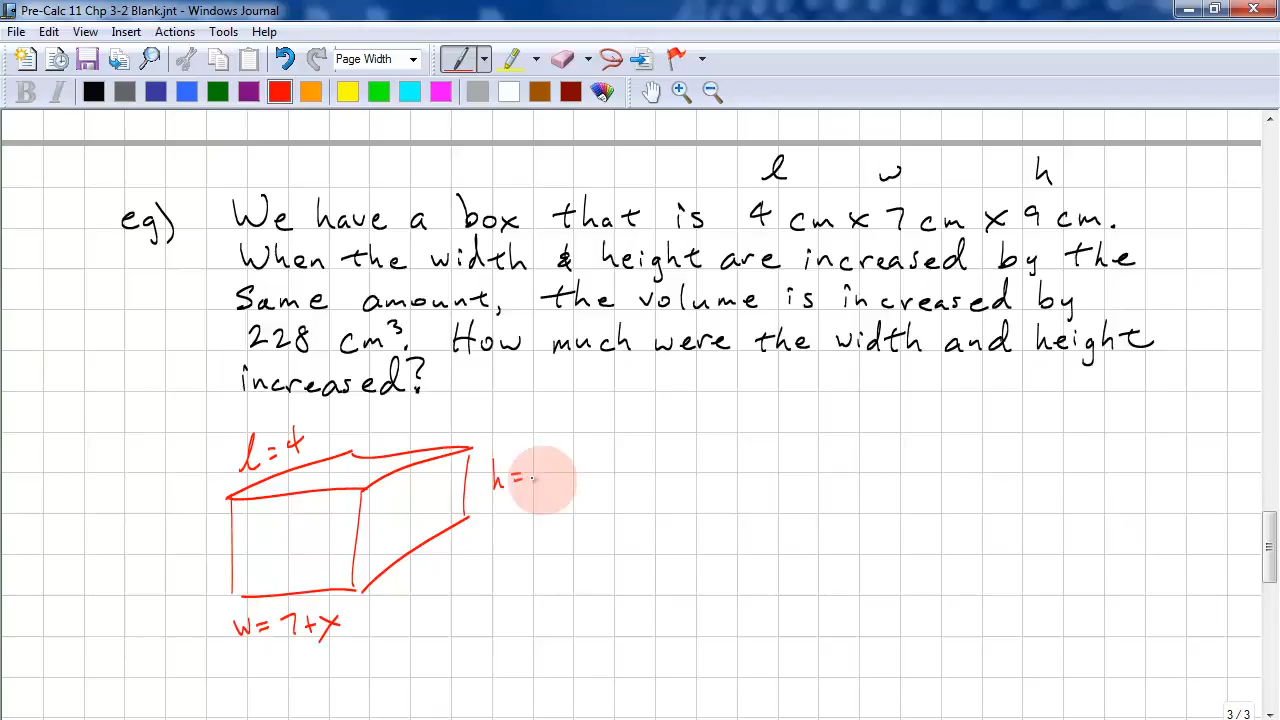 Pre-Calc 11 Chp 3-2 Blank.jnt - Windows Journal
File Edit View Insert Actions Tools Help
Page Width
B I
l w h
eg) We have a box that is 4 cm x 7 cm x 9 cm.
When the width & height are increased by the
Same amount, the volume is increased by
228 cm³. How much were the width and height
increased?
l = 4
h =
w = 7+x
3/3